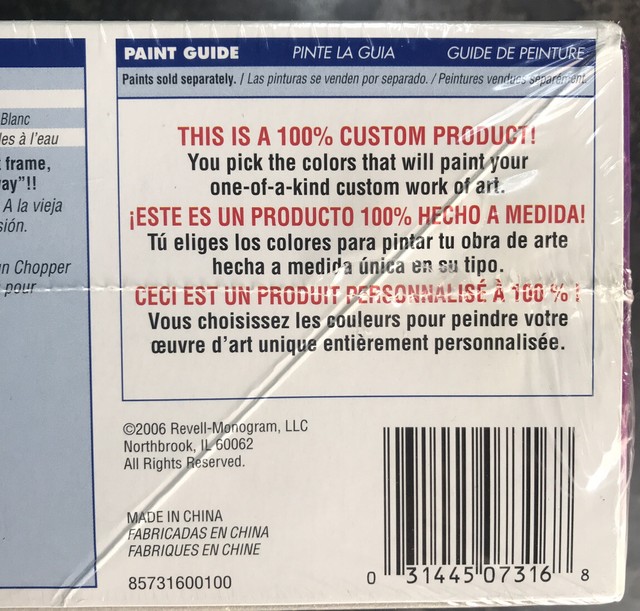 PAINT GUIDE PINTE LA GUIA GUIDE DE PEINTURE
Paints sold separately. / Las pinturas se venden por separado. / Peintures vendues séparément.
Blanc
les à l'eau
frame,
way"!!
A la vieja
sión.
un Chopper
pour
THIS IS A 100% CUSTOM PRODUCT!
You pick the colors that will paint your
one-of-a-kind custom work of art.
¡ESTE ES UN PRODUCTO 100% HECHO A MEDIDA!
Tú eliges los colores para pintar tu obra de arte
hecha a medida única en su tipo.
CECI EST UN PRODUIT PERSONNALISÉ À 100 % !
Vous choisissez les couleurs pour peindre votre
œuvre d'art unique entièrement personnalisée.
©2006 Revell-Monogram, LLC
Northbrook, IL 60062
All Rights Reserved.
MADE IN CHINA
FABRICADAS EN CHINA
FABRIQUES EN CHINE
85731600100
0 31445 07316 8